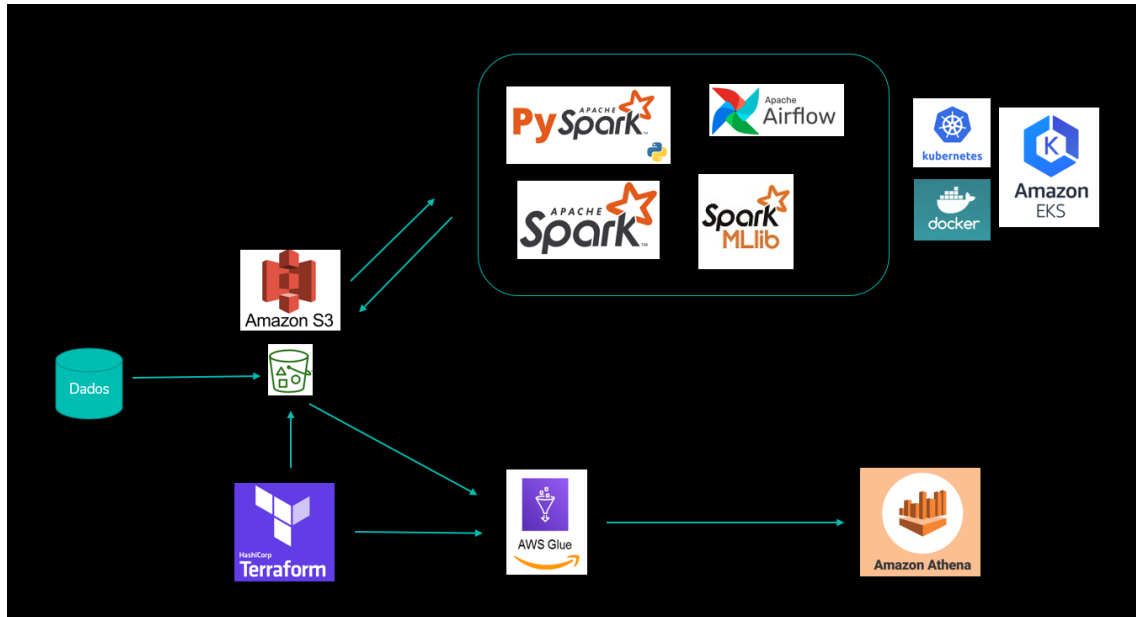 PySpark
APACHE
Apache
Airflow
kubernetes
docker
Amazon
EKS
APACHE
Spark
TM
Spark
MLlib
Amazon S3
Dados
HashiCorp
Terraform
AWS Glue
Amazon Athena